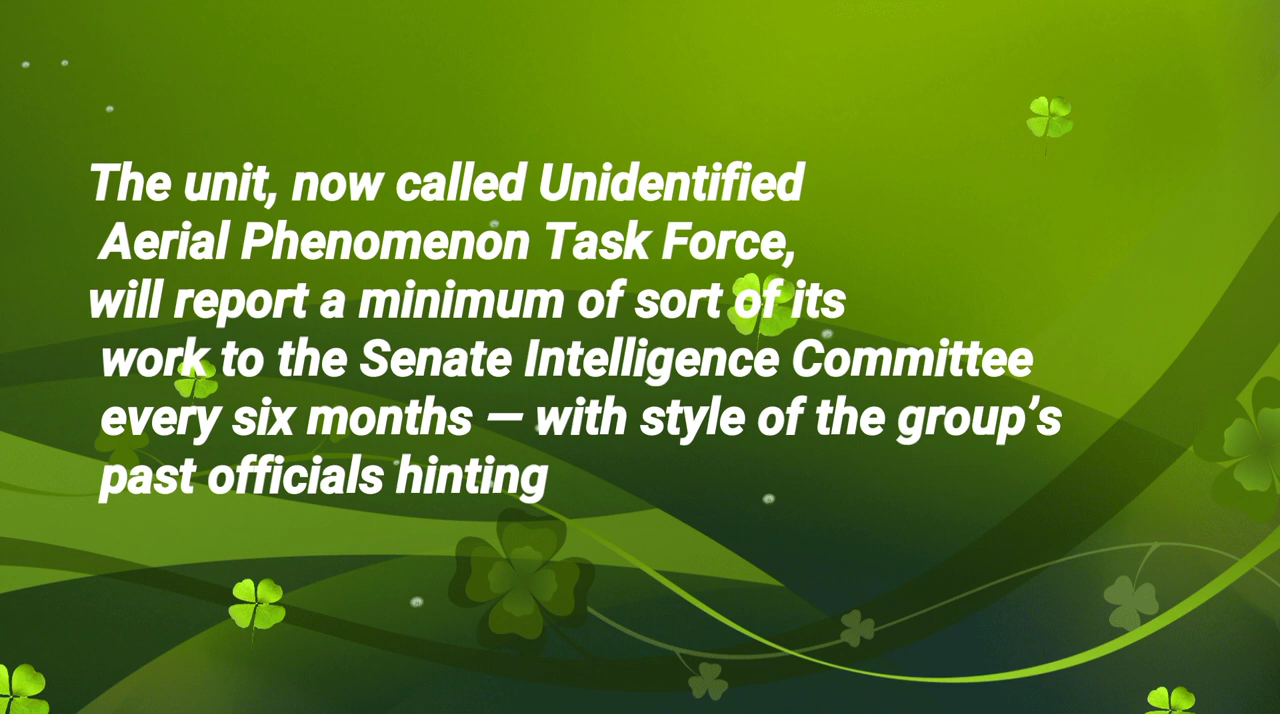 The unit, now called Unidentified
Aerial Phenomenon Task Force,
will report a minimum of sort of its
work to the Senate Intelligence Committee
every six months — with style of the group’s
past officials hinting